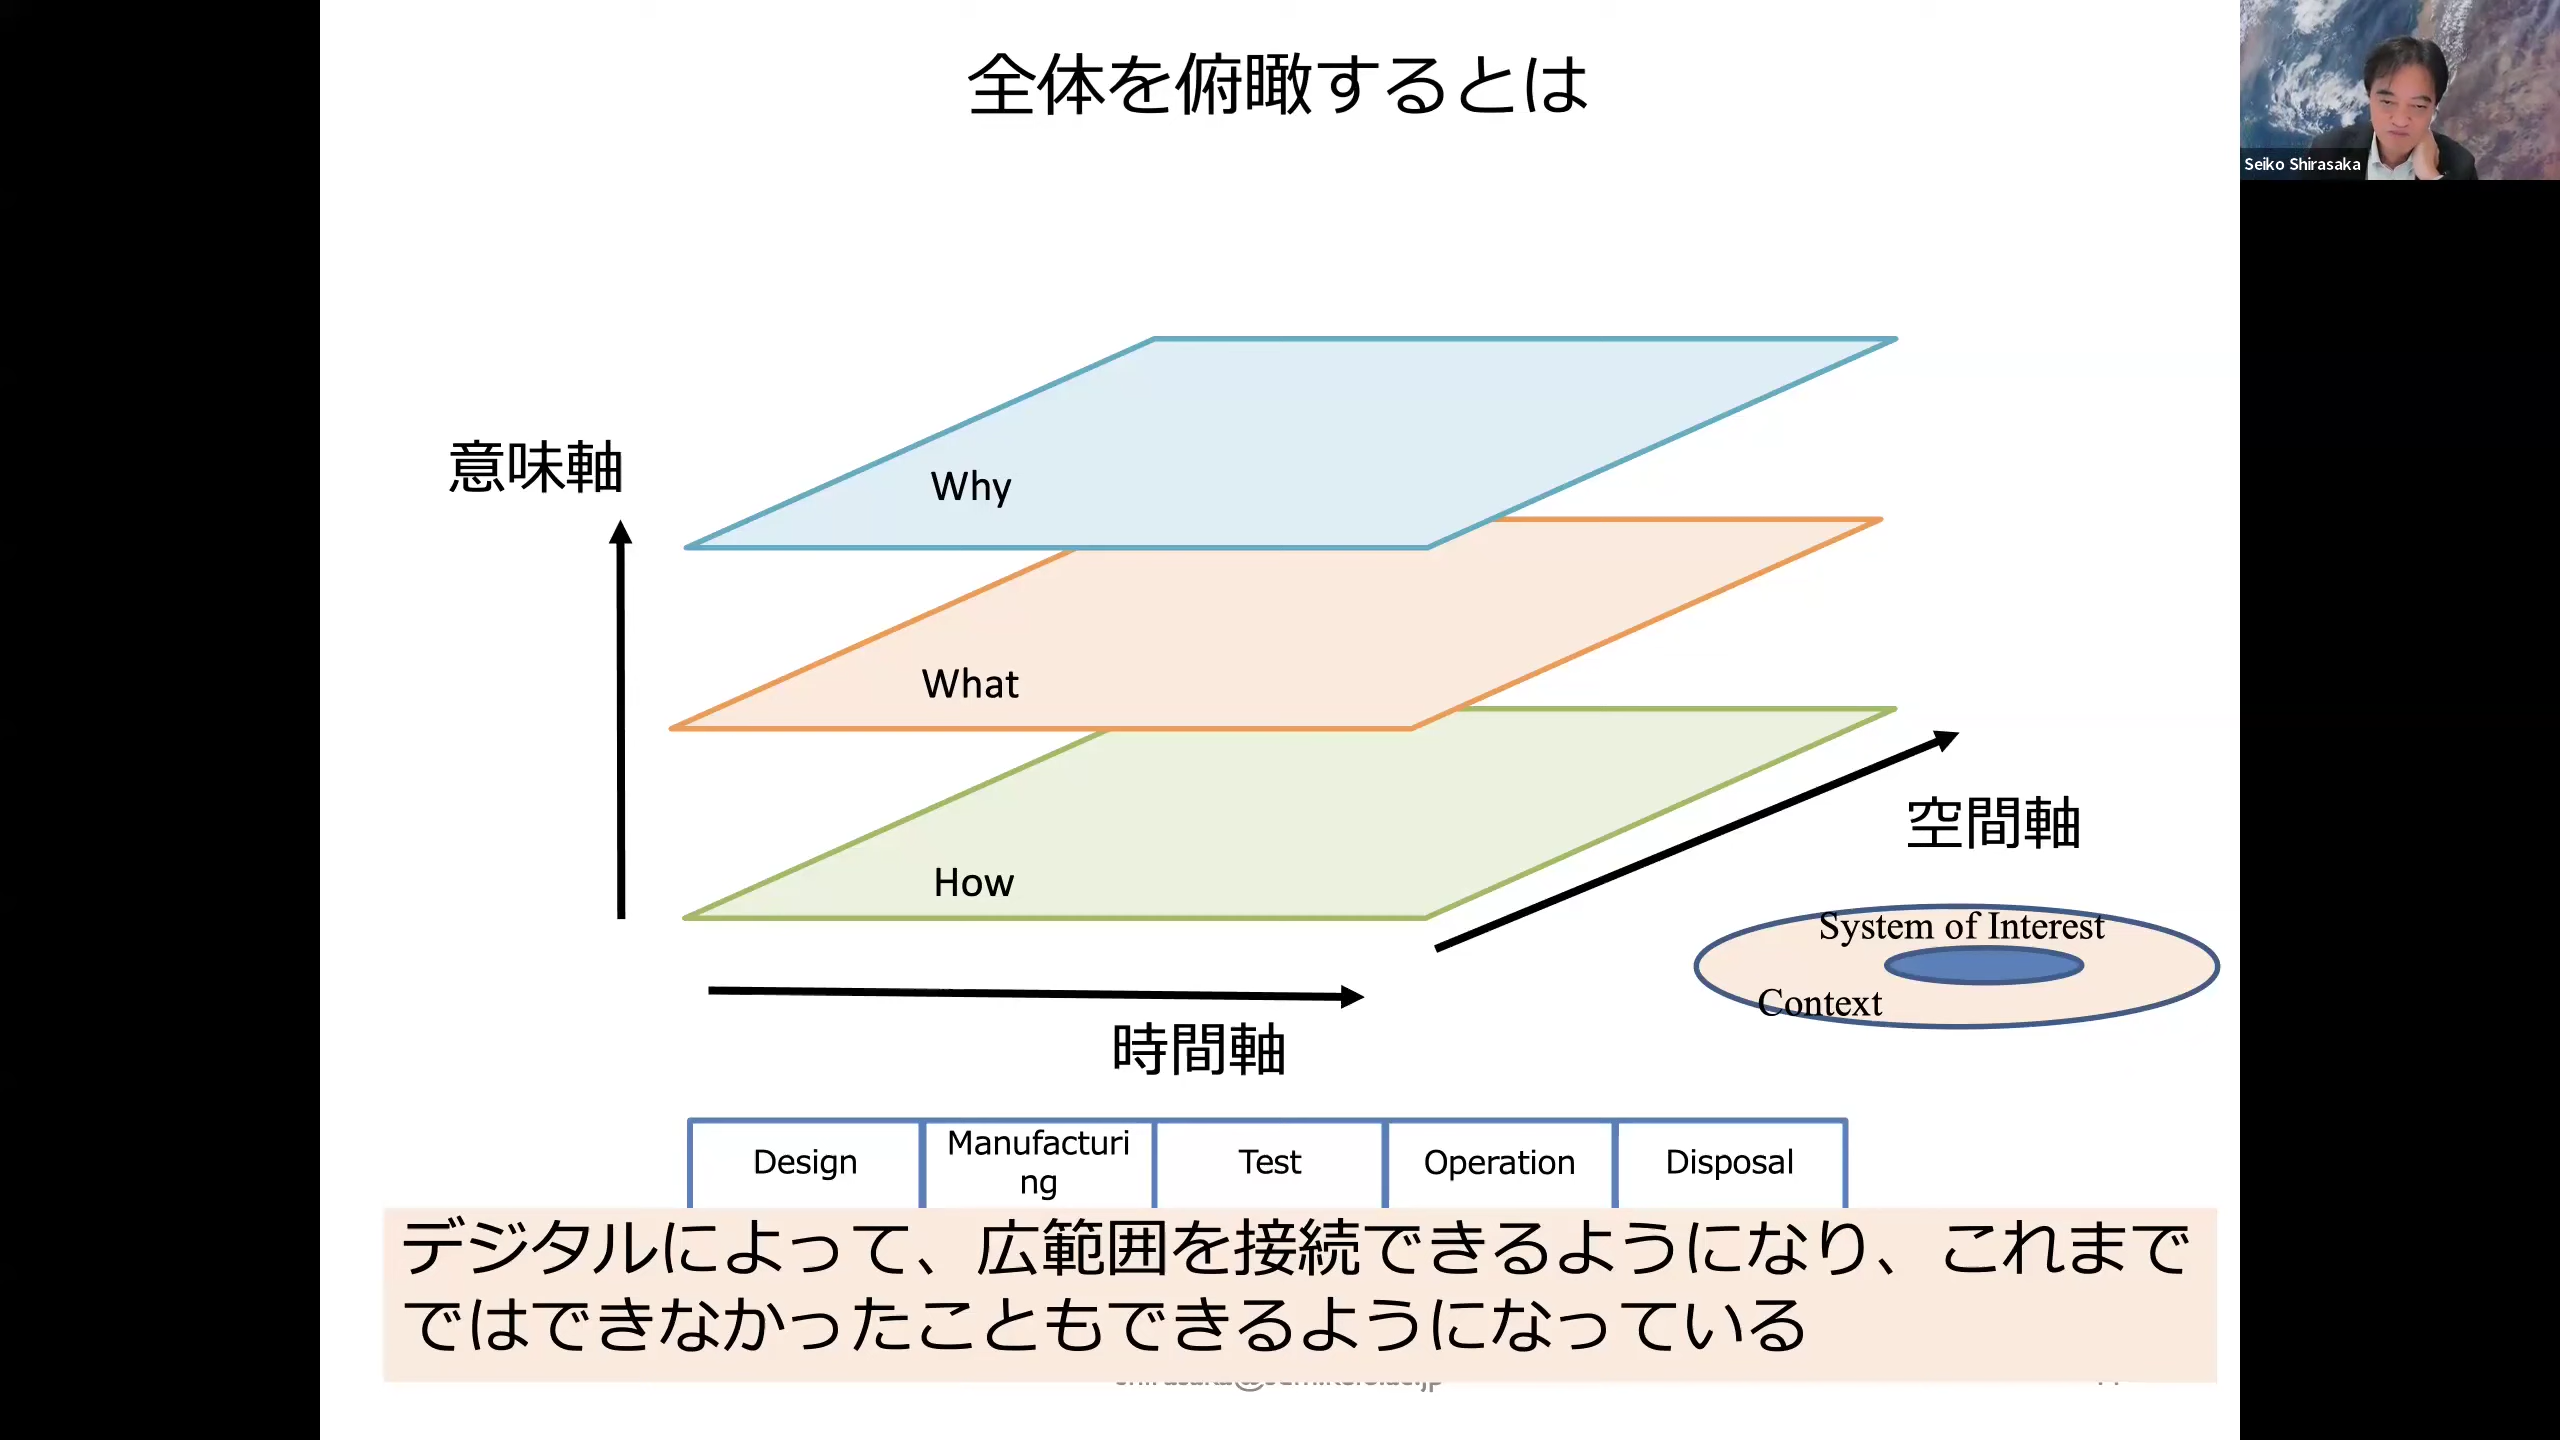 全体を俯瞰するとは
Seiko Shirasaka
意味軸
Why
What
How
空間軸
System of Interest
Context
時間軸
Design
Manufacturi
ng
Test
Operation
Disposal
デジタルによって、広範囲を接続できるようになり、これまで
ではできなかったこともできるようになっている